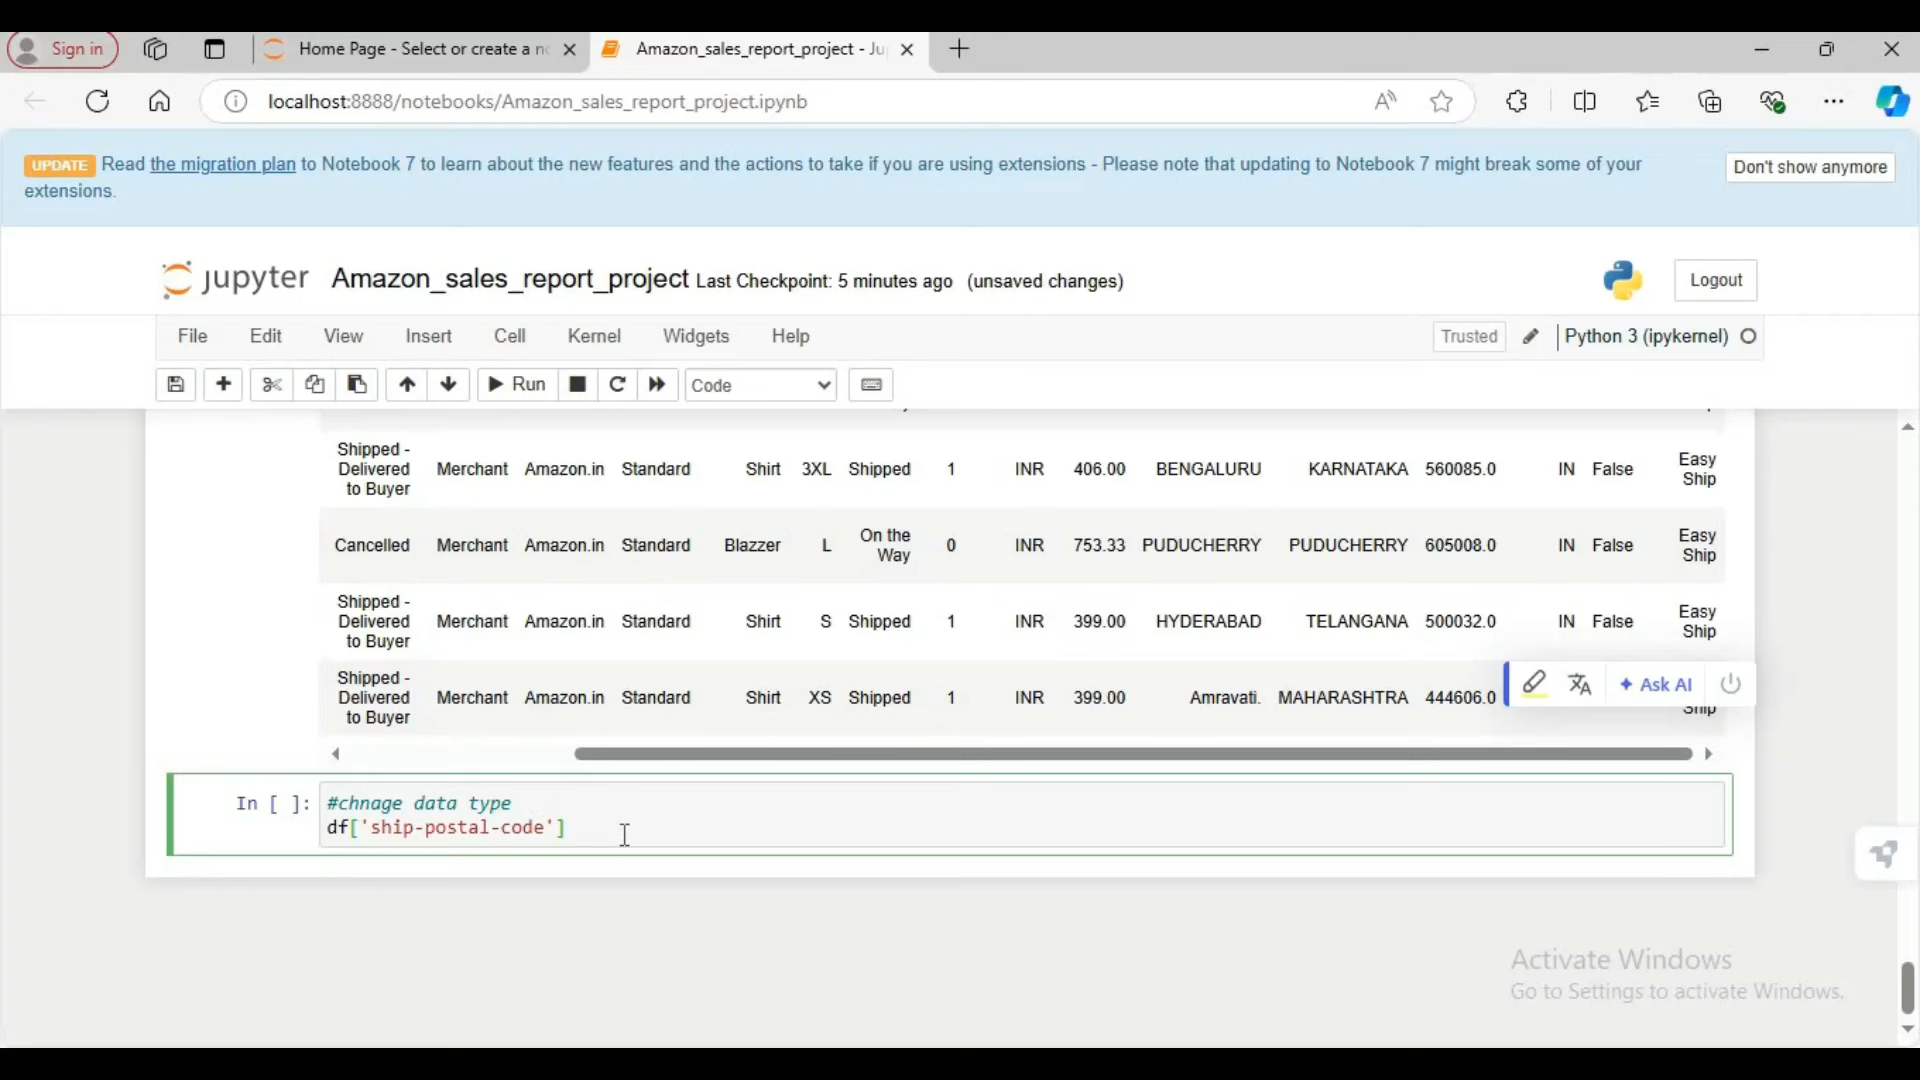 Sign in
Home Page - Select or create a n
Amazon_sales_report_project - Ju
localhost:8888/notebooks/Amazon_sales_report_project.ipynb
UPDATE Read the migration plan to Notebook 7 to learn about the new features and the actions to take if you are using extensions - Please note that updating to Notebook 7 might break some of your
extensions.
Don't show anymore
jupyter Amazon_sales_report_project Last Checkpoint: 5 minutes ago (unsaved changes)
Logout
File Edit View Insert Cell Kernel Widgets Help
Trusted
Python 3 (ipykernel)
Run
Code
Shipped -
Delivered
to Buyer
Merchant Amazon.in Standard Shirt 3XL Shipped 1 INR 406.00 BENGALURU KARNATAKA 560085.0 IN False
Easy
Ship
Cancelled Merchant Amazon.in Standard Blazzer L
On the
Way
0 INR 753.33 PUDUCHERRY PUDUCHERRY 605008.0 IN False
Easy
Ship
Shipped -
Delivered
to Buyer
Merchant Amazon.in Standard Shirt S Shipped 1 INR 399.00 HYDERABAD TELANGANA 500032.0 IN False
Easy
Ship
Shipped -
Delivered
to Buyer
Merchant Amazon.in Standard Shirt XS Shipped 1 INR 399.00 Amravati. MAHARASHTRA 444606.0
Ask AI
Ship
In [ ]:
#chnage data type
df['ship-postal-code']
Activate Windows
Go to Settings to activate Windows.